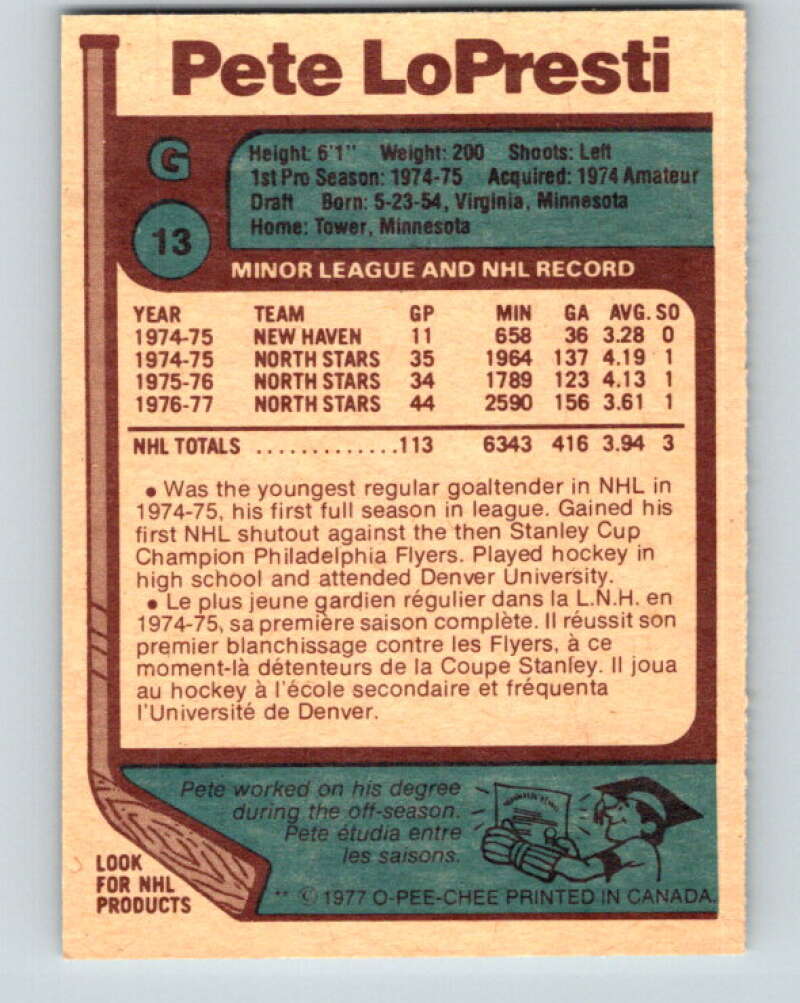 Pete LoPresti
G
13
Height: 6'1" Weight: 200 Shoots: Left
1st Pro Season: 1974-75 Acquired: 1974 Amateur
Draft Born: 5-23-54, Virginia, Minnesota
Home: Tower, Minnesota
MINOR LEAGUE AND NHL RECORD
YEAR TEAM GP MIN GA AVG. SO
1974-75 NEW HAVEN 11 658 36 3.28 0
1974-75 NORTH STARS 35 1964 137 4.19 1
1975-76 NORTH STARS 34 1789 123 4.13 1
1976-77 NORTH STARS 44 2590 156 3.61 1
NHL TOTALS .............113 6343 416 3.94 3
• Was the youngest regular goaltender in NHL in
1974-75, his first full season in league. Gained his
first NHL shutout against the then Stanley Cup
Champion Philadelphia Flyers. Played hockey in
high school and attended Denver University.
• Le plus jeune gardien régulier dans la L.N.H. en
1974-75, sa première saison complète. Il réussit son
premier blanchissage contre les Flyers, à ce
moment-là détenteurs de la Coupe Stanley. Il joua
au hockey à l'école secondaire et fréquenta
l'Université de Denver.
Pete worked on his degree
during the off-season.
Pete étudia entre
les saisons.
LOOK
FOR NHL
PRODUCTS
** © 1977 O-PEE-CHEE PRINTED IN CANADA.